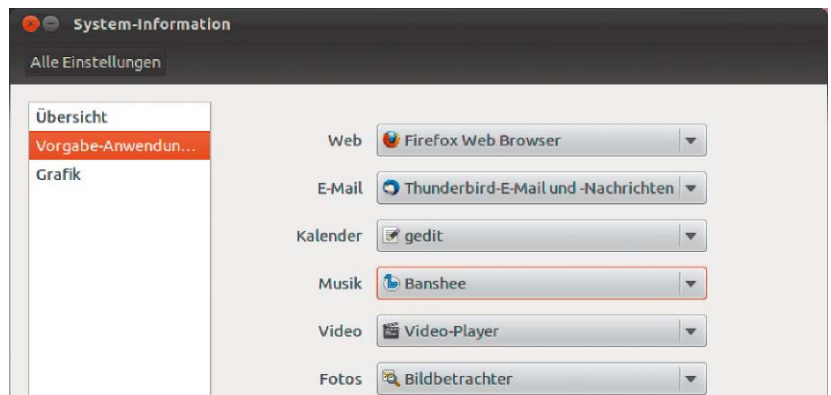 System-Information
Alle Einstellungen
Übersicht
Vorgabe-Anwendun...
Grafik
Web Firefox Web Browser
E-Mail Thunderbird-E-Mail und -Nachrichten
Kalender gedit
Musik Banshee
Video Video-Player
Fotos Bildbetrachter